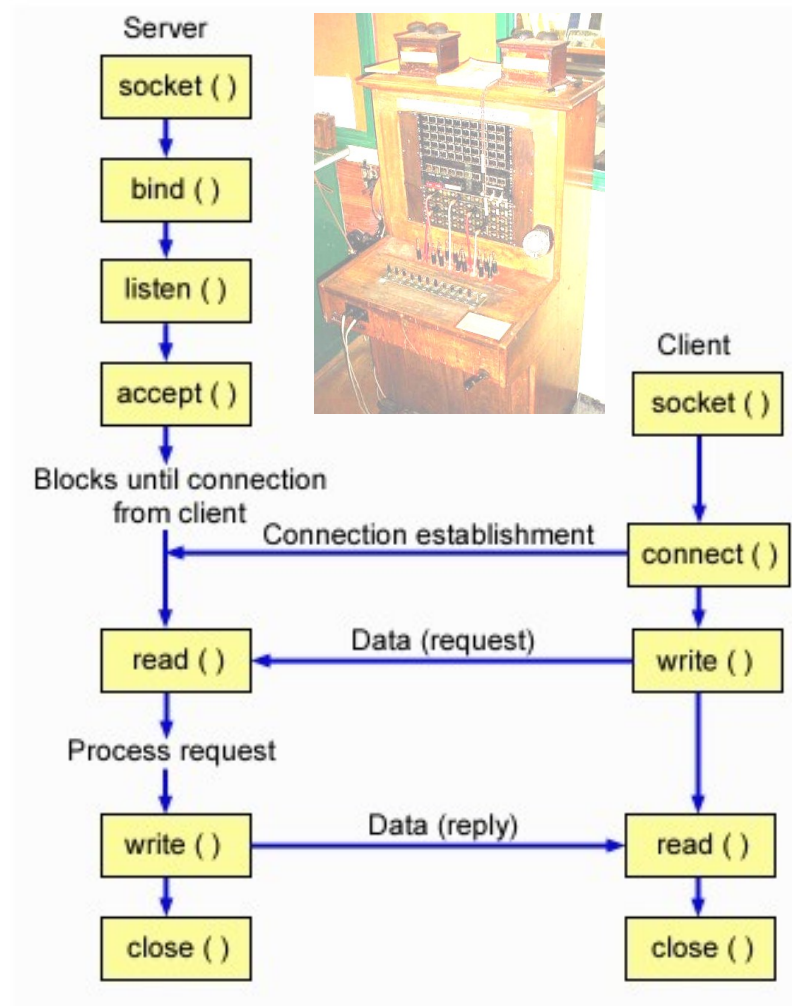 Server
socket ( )
bind ( )
listen ( )
accept ( )
Blocks until connection
from client
Client
socket ( )
Connection establishment
connect ( )
read ( )
Data (request)
write ( )
Process request
write ( )
Data (reply)
read ( )
close ( )
close ( )